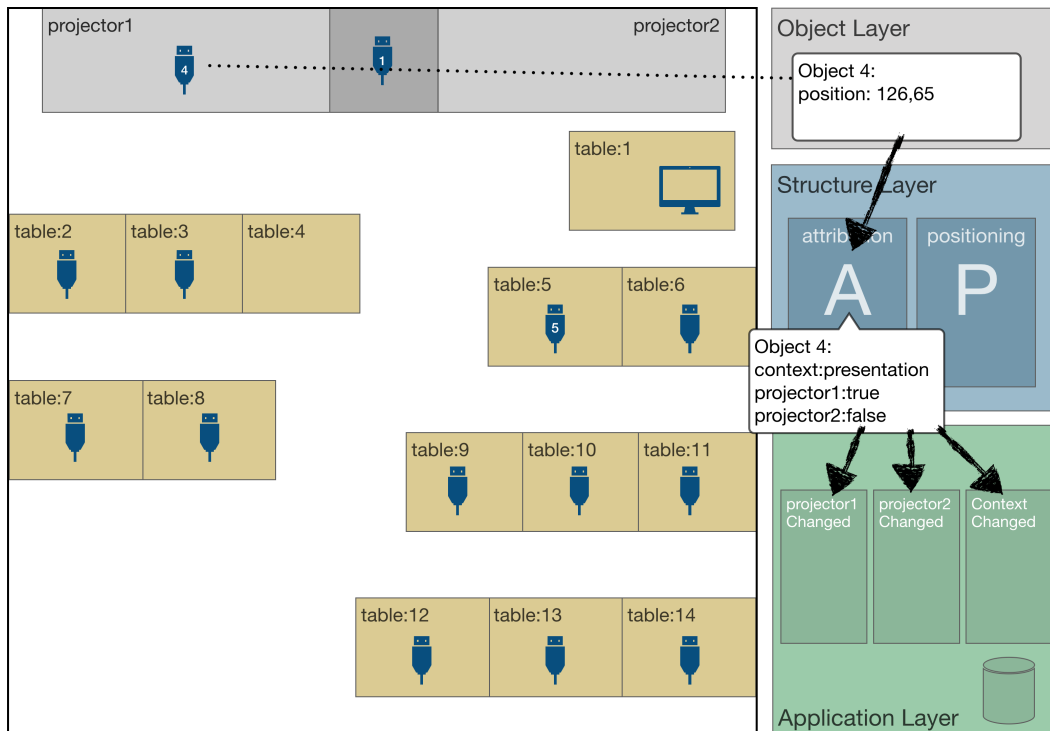 projector1
projector2
4
1
table:1
table:2
table:3
table:4
table:5
table:6
5
table:7
table:8
table:9
table:10
table:11
table:12
table:13
table:14
Object Layer
Object 4:
position: 126,65
Structure Layer
attribution
positioning
A
P
Object 4:
context:presentation
projector1:true
projector2:false
projector1
Changed
projector2
Changed
Context
Changed
Application Layer